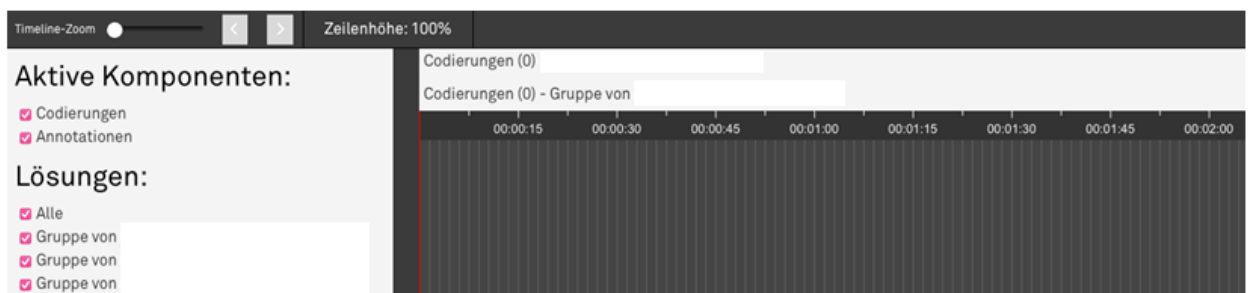 Timeline-Zoom < > Zeilenhöhe: 100%
Aktive Komponenten:
Codierungen
Annotationen
Lösungen:
Alle
Gruppe von
Gruppe von
Gruppe von
Codierungen (0)
Codierungen (0) - Gruppe von
00:00:15 00:00:30 00:00:45 00:01:00 00:01:15 00:01:30 00:01:45 00:02:00